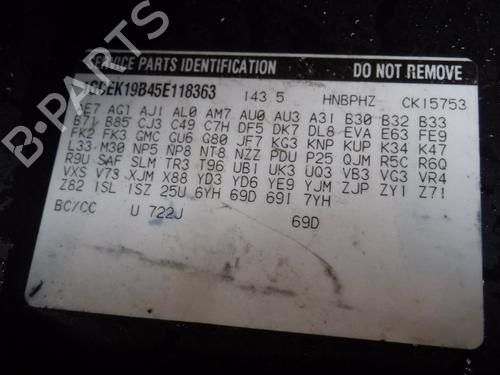 SERVICE PARTS IDENTIFICATION DO NOT REMOVE
143.5 HNBPHZ CK15753
AE7 AG1 AJ1 AL0 AM7 AU0 AU3 A31 B30 B32 B33
B71 B85 CJ3 C49 C7H DF5 DK7 DL8 EVA E63 FE9
FK2 FK3 GMC GU6 G80 JF7 KG3 KNP KUP K34 K47
L33 M30 NP5 NP8 NT8 NZZ PDU P25 QJM R5C R6Q
R9U SAF SLM TR3 T96 UB1 UK3 UQ3 VB3 VG3 VR4
VXS V73 XJM X88 YD3 YD6 YE9 YJM ZJP ZY1 Z71
Z82 1SL 1SZ 25U 6YH 69D 691 7YH
BC/CC U 722J 69D
B-Parts